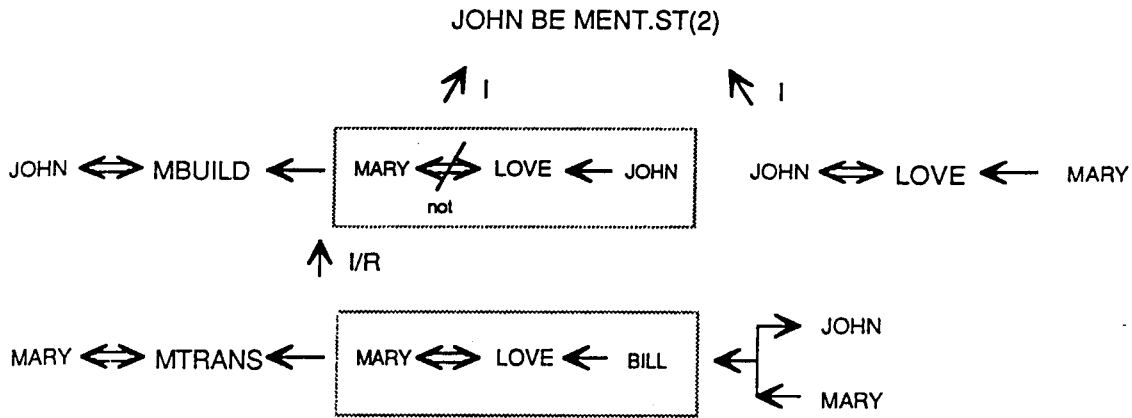 JOHN BE MENT.ST(2)
I I
JOHN MBUILD MARY LOVE JOHN JOHN LOVE MARY
not
I/R
JOHN
MARY MTRANS MARY LOVE BILL
MARY